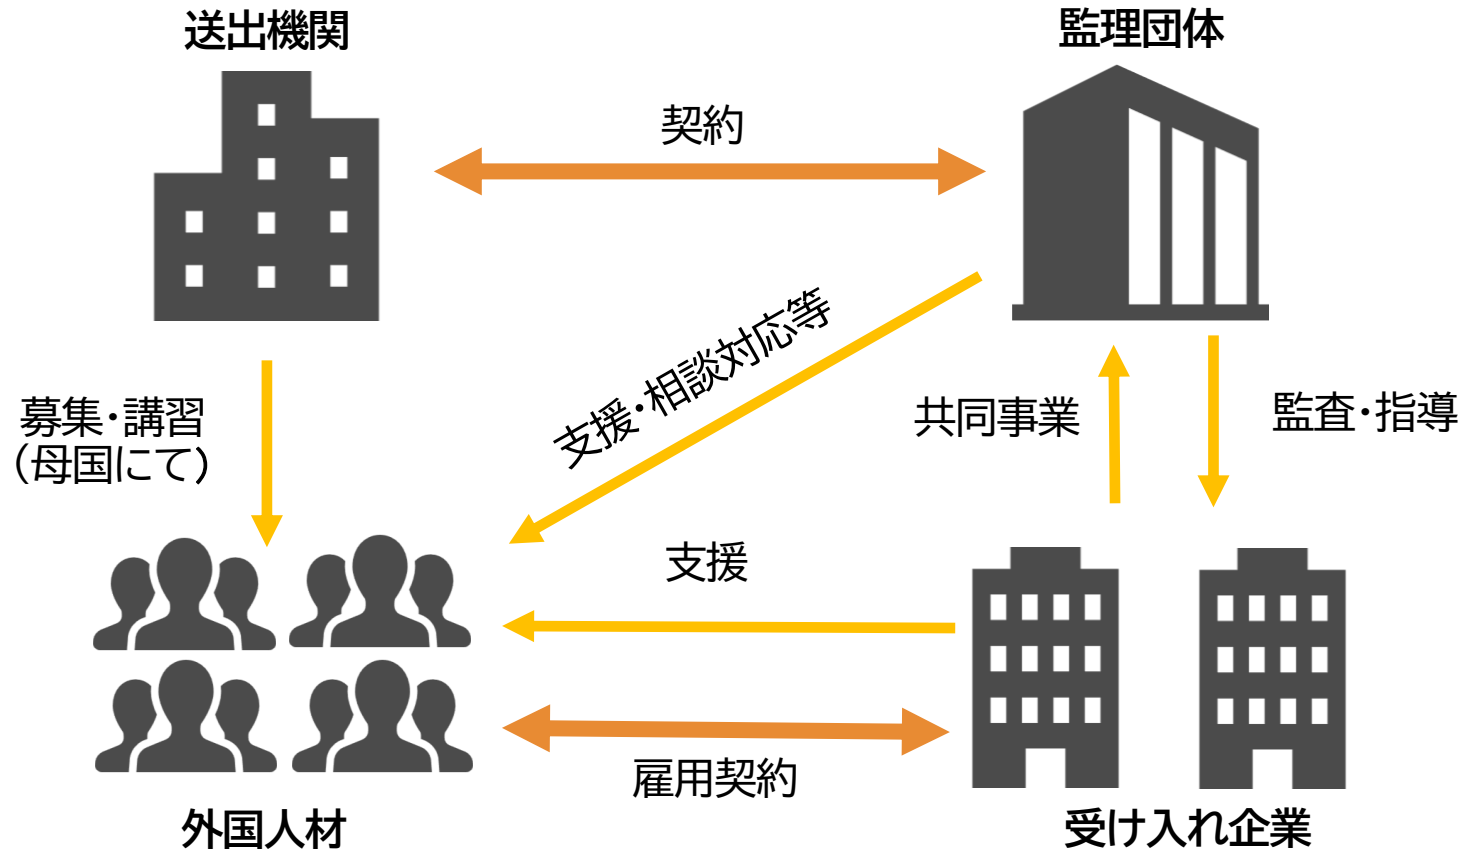 送出機関
監理団体
契約
支援・相談対応等
募集・講習
（母国にて）
共同事業
監査・指導
支援
雇用契約
外国人材
受け入れ企業